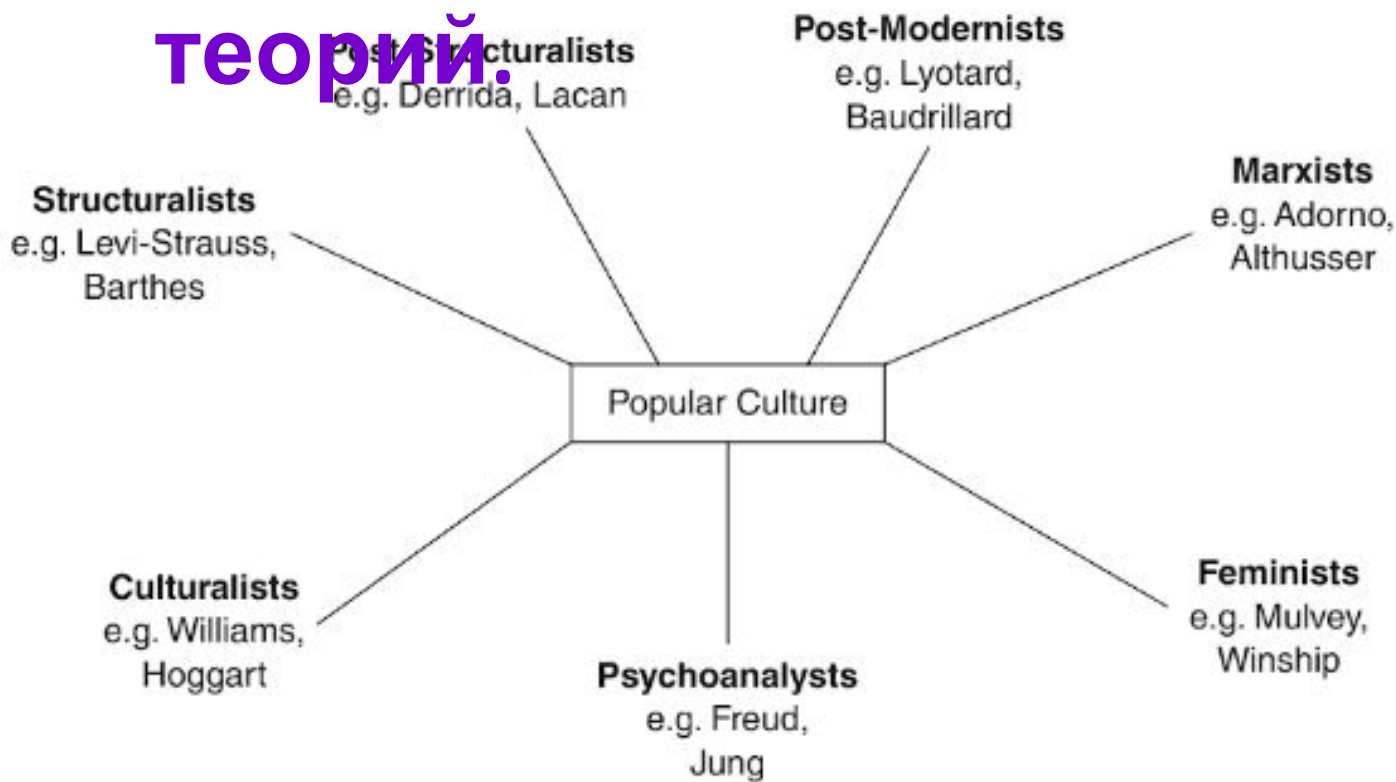 теорий.
Post-Structuralists
e.g. Derrida, Lacan
Post-Modernists
e.g. Lyotard,
Baudrillard
Structuralists
e.g. Levi-Strauss,
Barthes
Marxists
e.g. Adorno,
Althusser
Popular Culture
Culturalists
e.g. Williams,
Hoggart
Psychoanalysts
e.g. Freud,
Jung
Feminists
e.g. Mulvey,
Winship